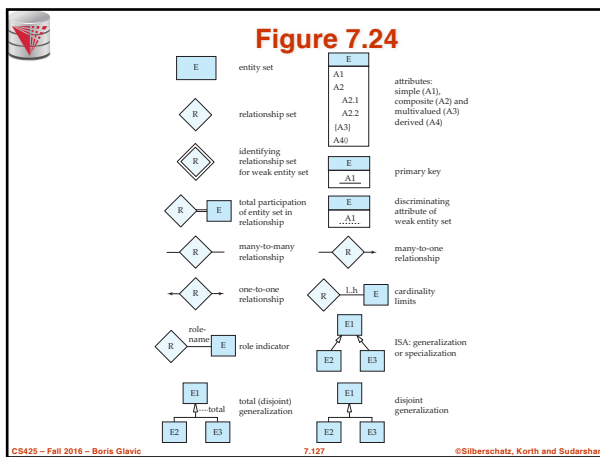 Figure 7.24
E
entity set
R
relationship set
R
identifying
relationship set
for weak entity set
R
E
total participation
of entity set in
relationship
R
many-to-many
relationship
R
one-to-one
relationship
R
role-
name
E
role indicator
E1
total
E2
E3
total (disjoint)
generalization
E
A1
A2
A2.1
A2.2
{A3}
A4()
attributes:
simple (A1),
composite (A2) and
multivalued (A3)
derived (A4)
E
A1
primary key
E
A1
discriminating
attribute of
weak entity set
R
many-to-one
relationship
R
l..h
E
cardinality
limits
E1
E2
E3
ISA: generalization
or specialization
E1
E2
E3
disjoint
generalization
CS425 – Fall 2016 – Boris Glavic
7.127
©Silberschatz, Korth and Sudarshan